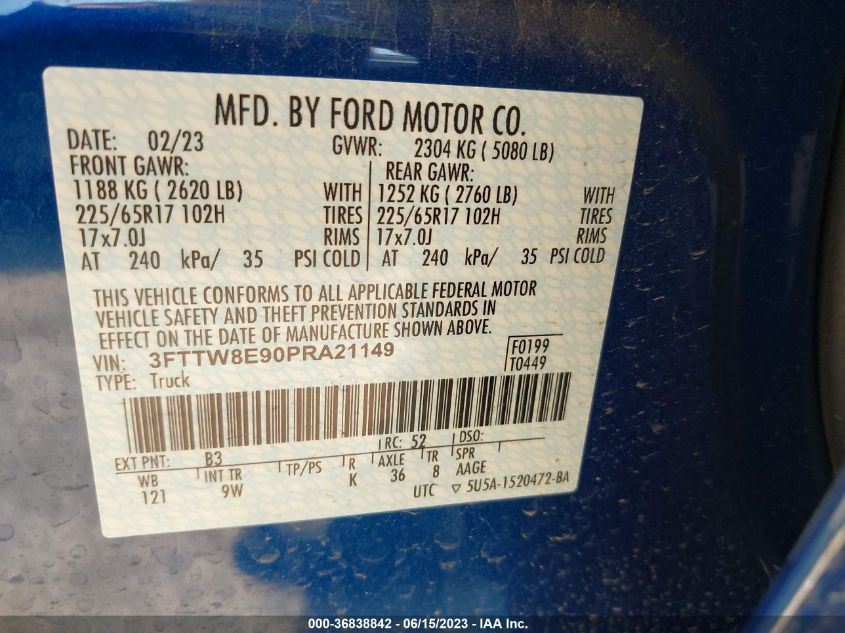 MFD. BY FORD MOTOR CO.
DATE: 02/23 GVWR: 2304 KG ( 5080 LB)
FRONT GAWR: REAR GAWR:
1188 KG ( 2620 LB) WITH 1252 KG ( 2760 LB) WITH
225/65R17 102H TIRES 225/65R17 102H TIRES
17x7.0J RIMS 17x7.0J RIMS
AT 240 kPa/ 35 PSI COLD AT 240 kPa/ 35 PSI COLD
THIS VEHICLE CONFORMS TO ALL APPLICABLE FEDERAL MOTOR
VEHICLE SAFETY AND THEFT PREVENTION STANDARDS IN
EFFECT ON THE DATE OF MANUFACTURE SHOWN ABOVE.
VIN: 3FTTW8E90PRA21149 F0199
TYPE: Truck T0449
EXT PNT: B3 RC: 52 DSO:
WB INT TR TP/PS R AXLE TR SPR
121 9W K 36 8 AAGE
UTC ▽ 5U5A-1520472-BA
000-36838842 - 06/15/2023 - IAA Inc.